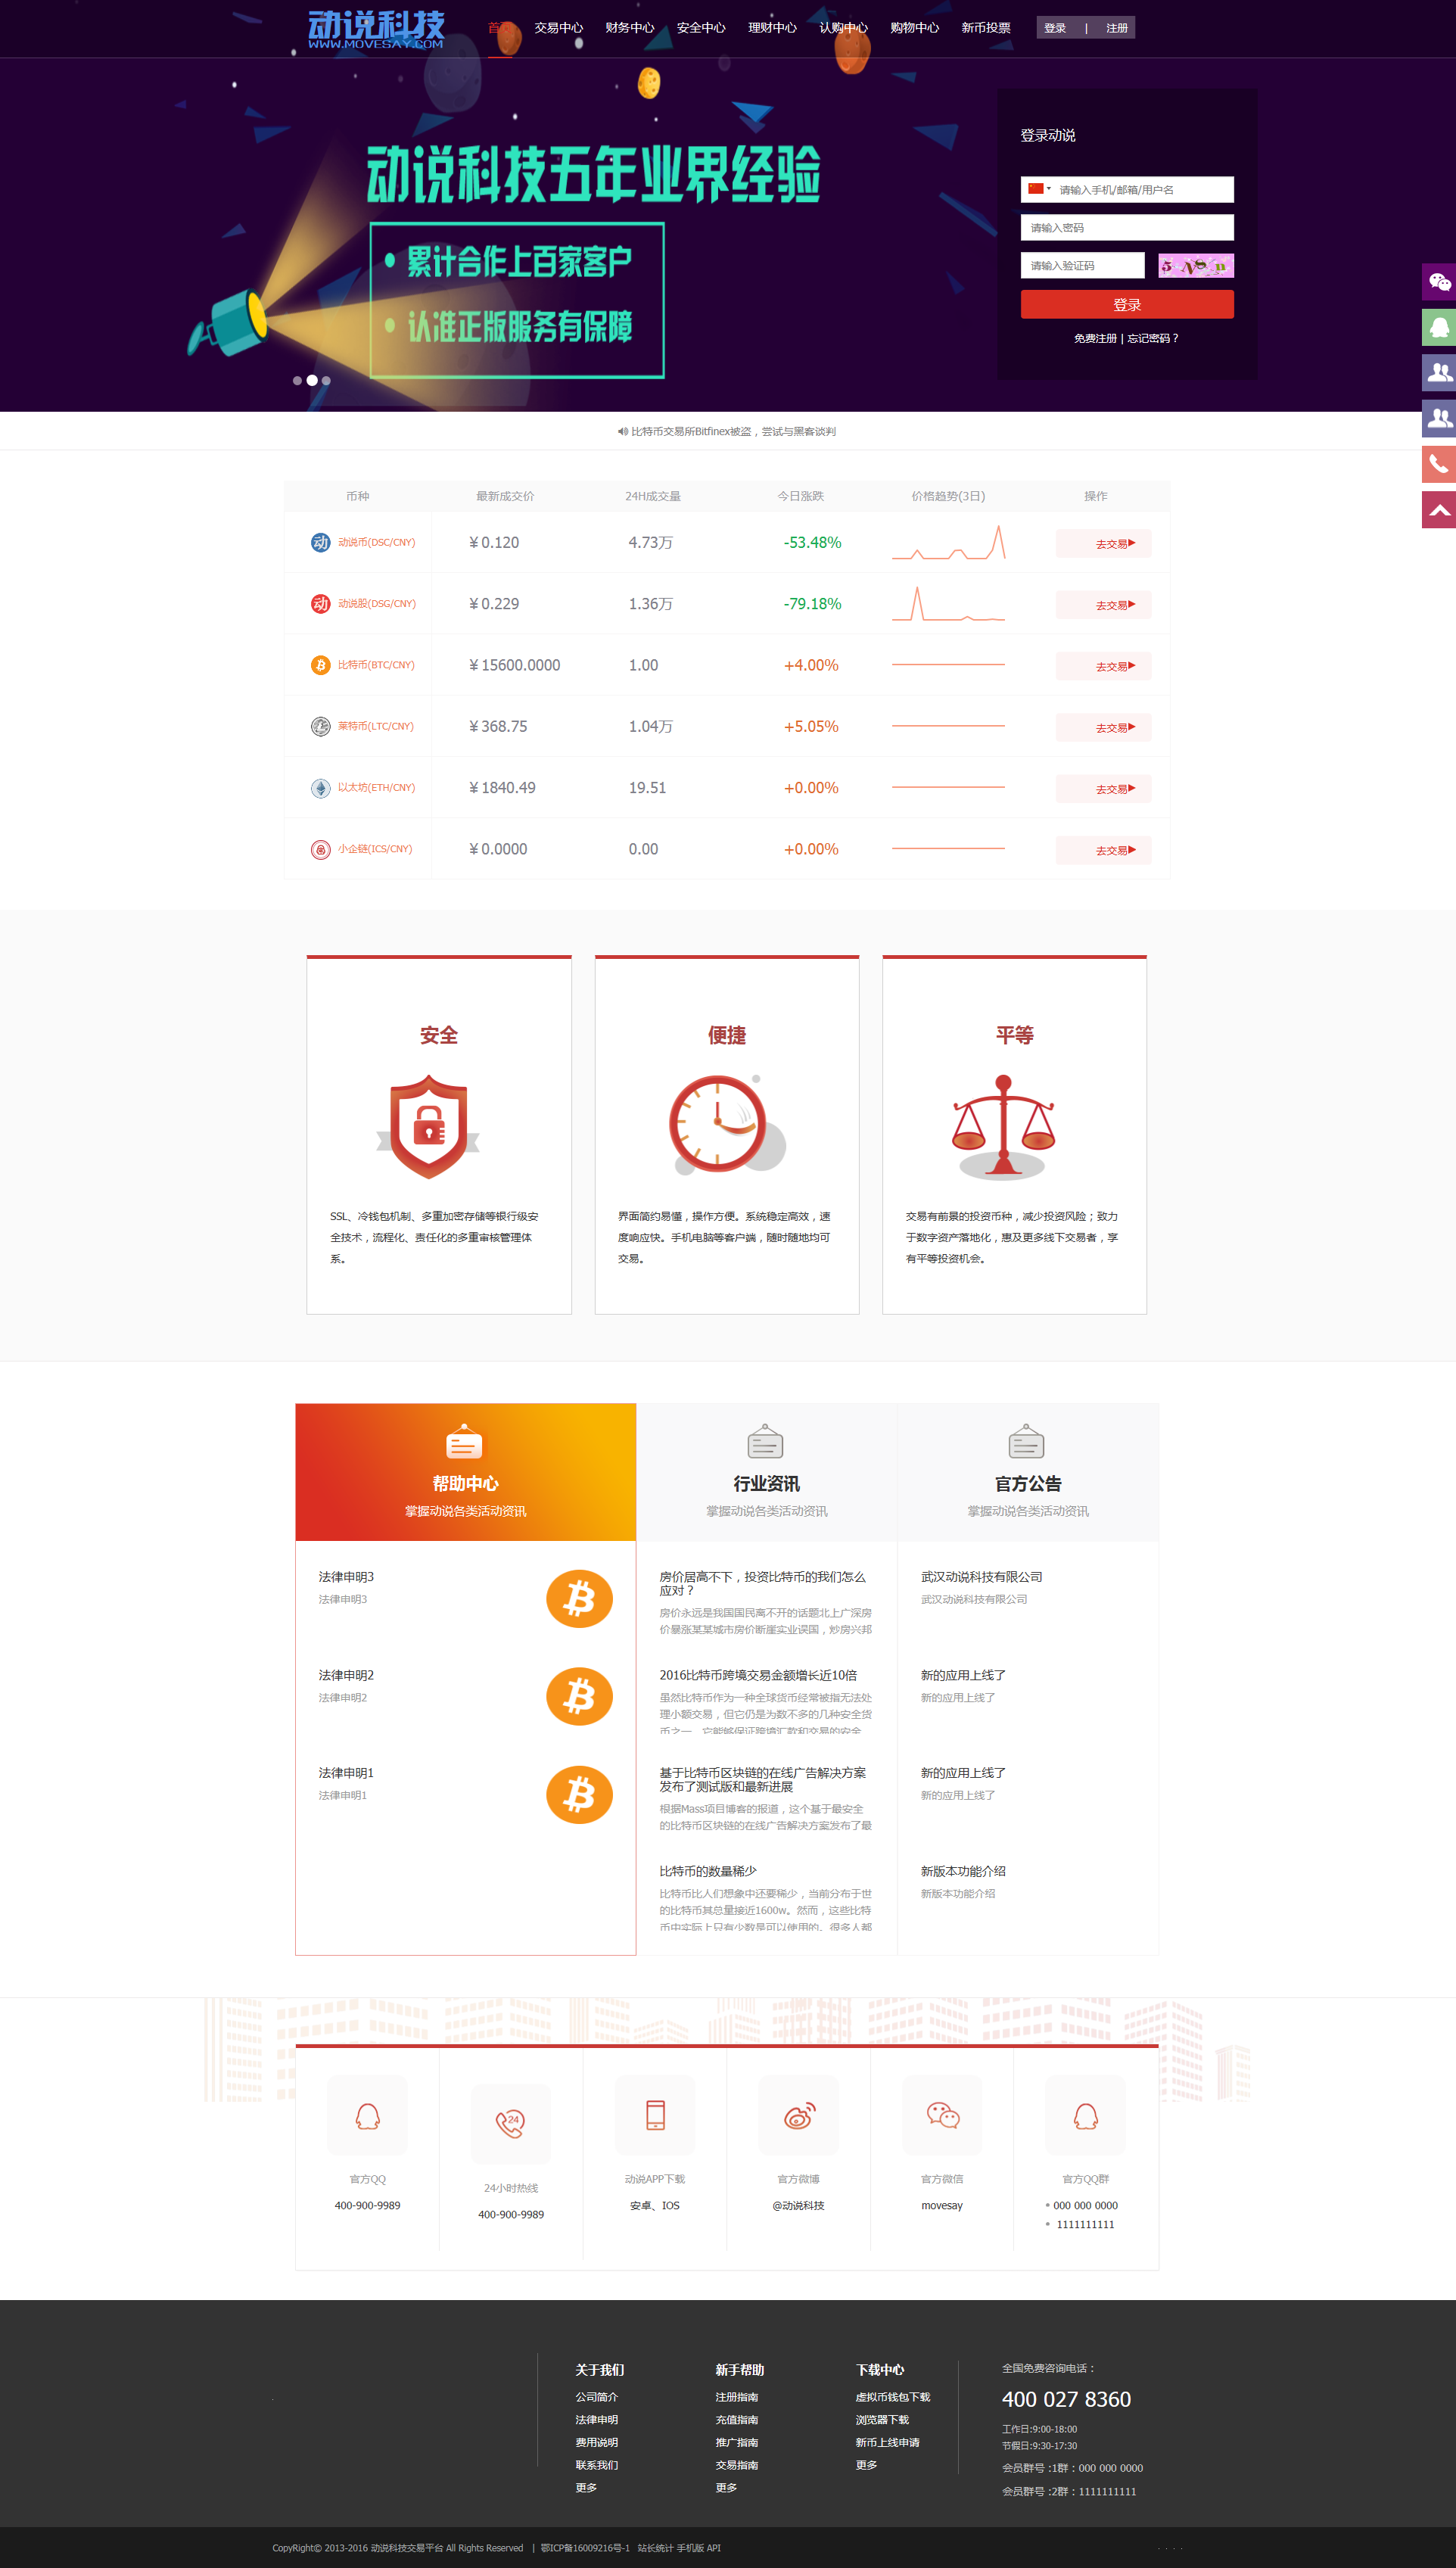 动说科技
WWW.MOVESAY.COM
首页 交易中心 财务中心 安全中心 理财中心 认购中心 购物中心 新币投票 登录 | 注册
动说科技五年业界经验
• 累计合作上百家客户
• 认准正版服务有保障
登录动说
请输入手机/邮箱/用户名
请输入密码
请输入验证码
登录
免费注册 | 忘记密码？
比特币交易所Bitfinex被盗，尝试与黑客谈判
币种 最新成交价 24H成交量 今日涨跌 价格趋势(3日) 操作
动 动说币(DSC/CNY) ¥ 0.120 4.73万 -53.48% 去交易
动 动说股(DSG/CNY) ¥ 0.229 1.36万 -79.18% 去交易
比特币(BTC/CNY) ¥ 15600.0000 1.00 +4.00% 去交易
莱特币(LTC/CNY) ¥ 368.75 1.04万 +5.05% 去交易
以太坊(ETH/CNY) ¥ 1840.49 19.51 +0.00% 去交易
小企链(ICS/CNY) ¥ 0.0000 0.00 +0.00% 去交易
安全
SSL、冷钱包机制、多重加密存储等银行级安
全技术，流程化、责任化的多重审核管理体
系。
便捷
界面简约易懂，操作方便。系统稳定高效，速
度响应快。手机电脑等客户端，随时随地均可
交易。
平等
交易有前景的投资币种，减少投资风险；致力
于数字资产落地化，惠及更多线下交易者，享
有平等投资机会。
帮助中心
掌握动说各类活动资讯
法律申明3
法律申明3
法律申明2
法律申明2
法律申明1
法律申明1
行业资讯
掌握动说各类活动资讯
房价居高不下，投资比特币的我们怎么
应对？
房价永远是我国国民离不开的话题北上广深房
价暴涨某某城市房价断崖实业误国，炒房兴邦
2016比特币跨境交易金额增长近10倍
虽然比特币作为一种全球货币经常被指无法处
理小额交易，但它仍是为数不多的几种安全货
币之一，它能够保证跨境汇款和交易的安全
基于比特币区块链的在线广告解决方案
发布了测试版和最新进展
根据Mass项目博客的报道，这个基于最安全
的比特币区块链的在线广告解决方案发布了最
比特币的数量稀少
比特币比人们想象中还要稀少，当前分布于世
的比特币其总量接近1600w。然而，这些比特
币中实际上只有少数是可以使用的。很多人都
官方公告
掌握动说各类活动资讯
武汉动说科技有限公司
武汉动说科技有限公司
新的应用上线了
新的应用上线了
新的应用上线了
新的应用上线了
新版本功能介绍
新版本功能介绍
官方QQ
400-900-9989
24
24小时热线
400-900-9989
动说APP下载
安卓、IOS
官方微博
@动说科技
官方微信
movesay
官方QQ群
000 000 0000
1111111111
关于我们
公司简介
法律申明
费用说明
联系我们
更多
新手帮助
注册指南
充值指南
推广指南
交易指南
更多
下载中心
虚拟币钱包下载
浏览器下载
新币上线申请
更多
全国免费咨询电话：
400 027 8360
工作日:9:00-18:00
节假日:9:30-17:30
会员群号 :1群：000 000 0000
会员群号 :2群：1111111111
CopyRight© 2013-2016 动说科技交易平台 All Rights Reserved | 鄂ICP备16009216号-1 站长统计 手机版 API